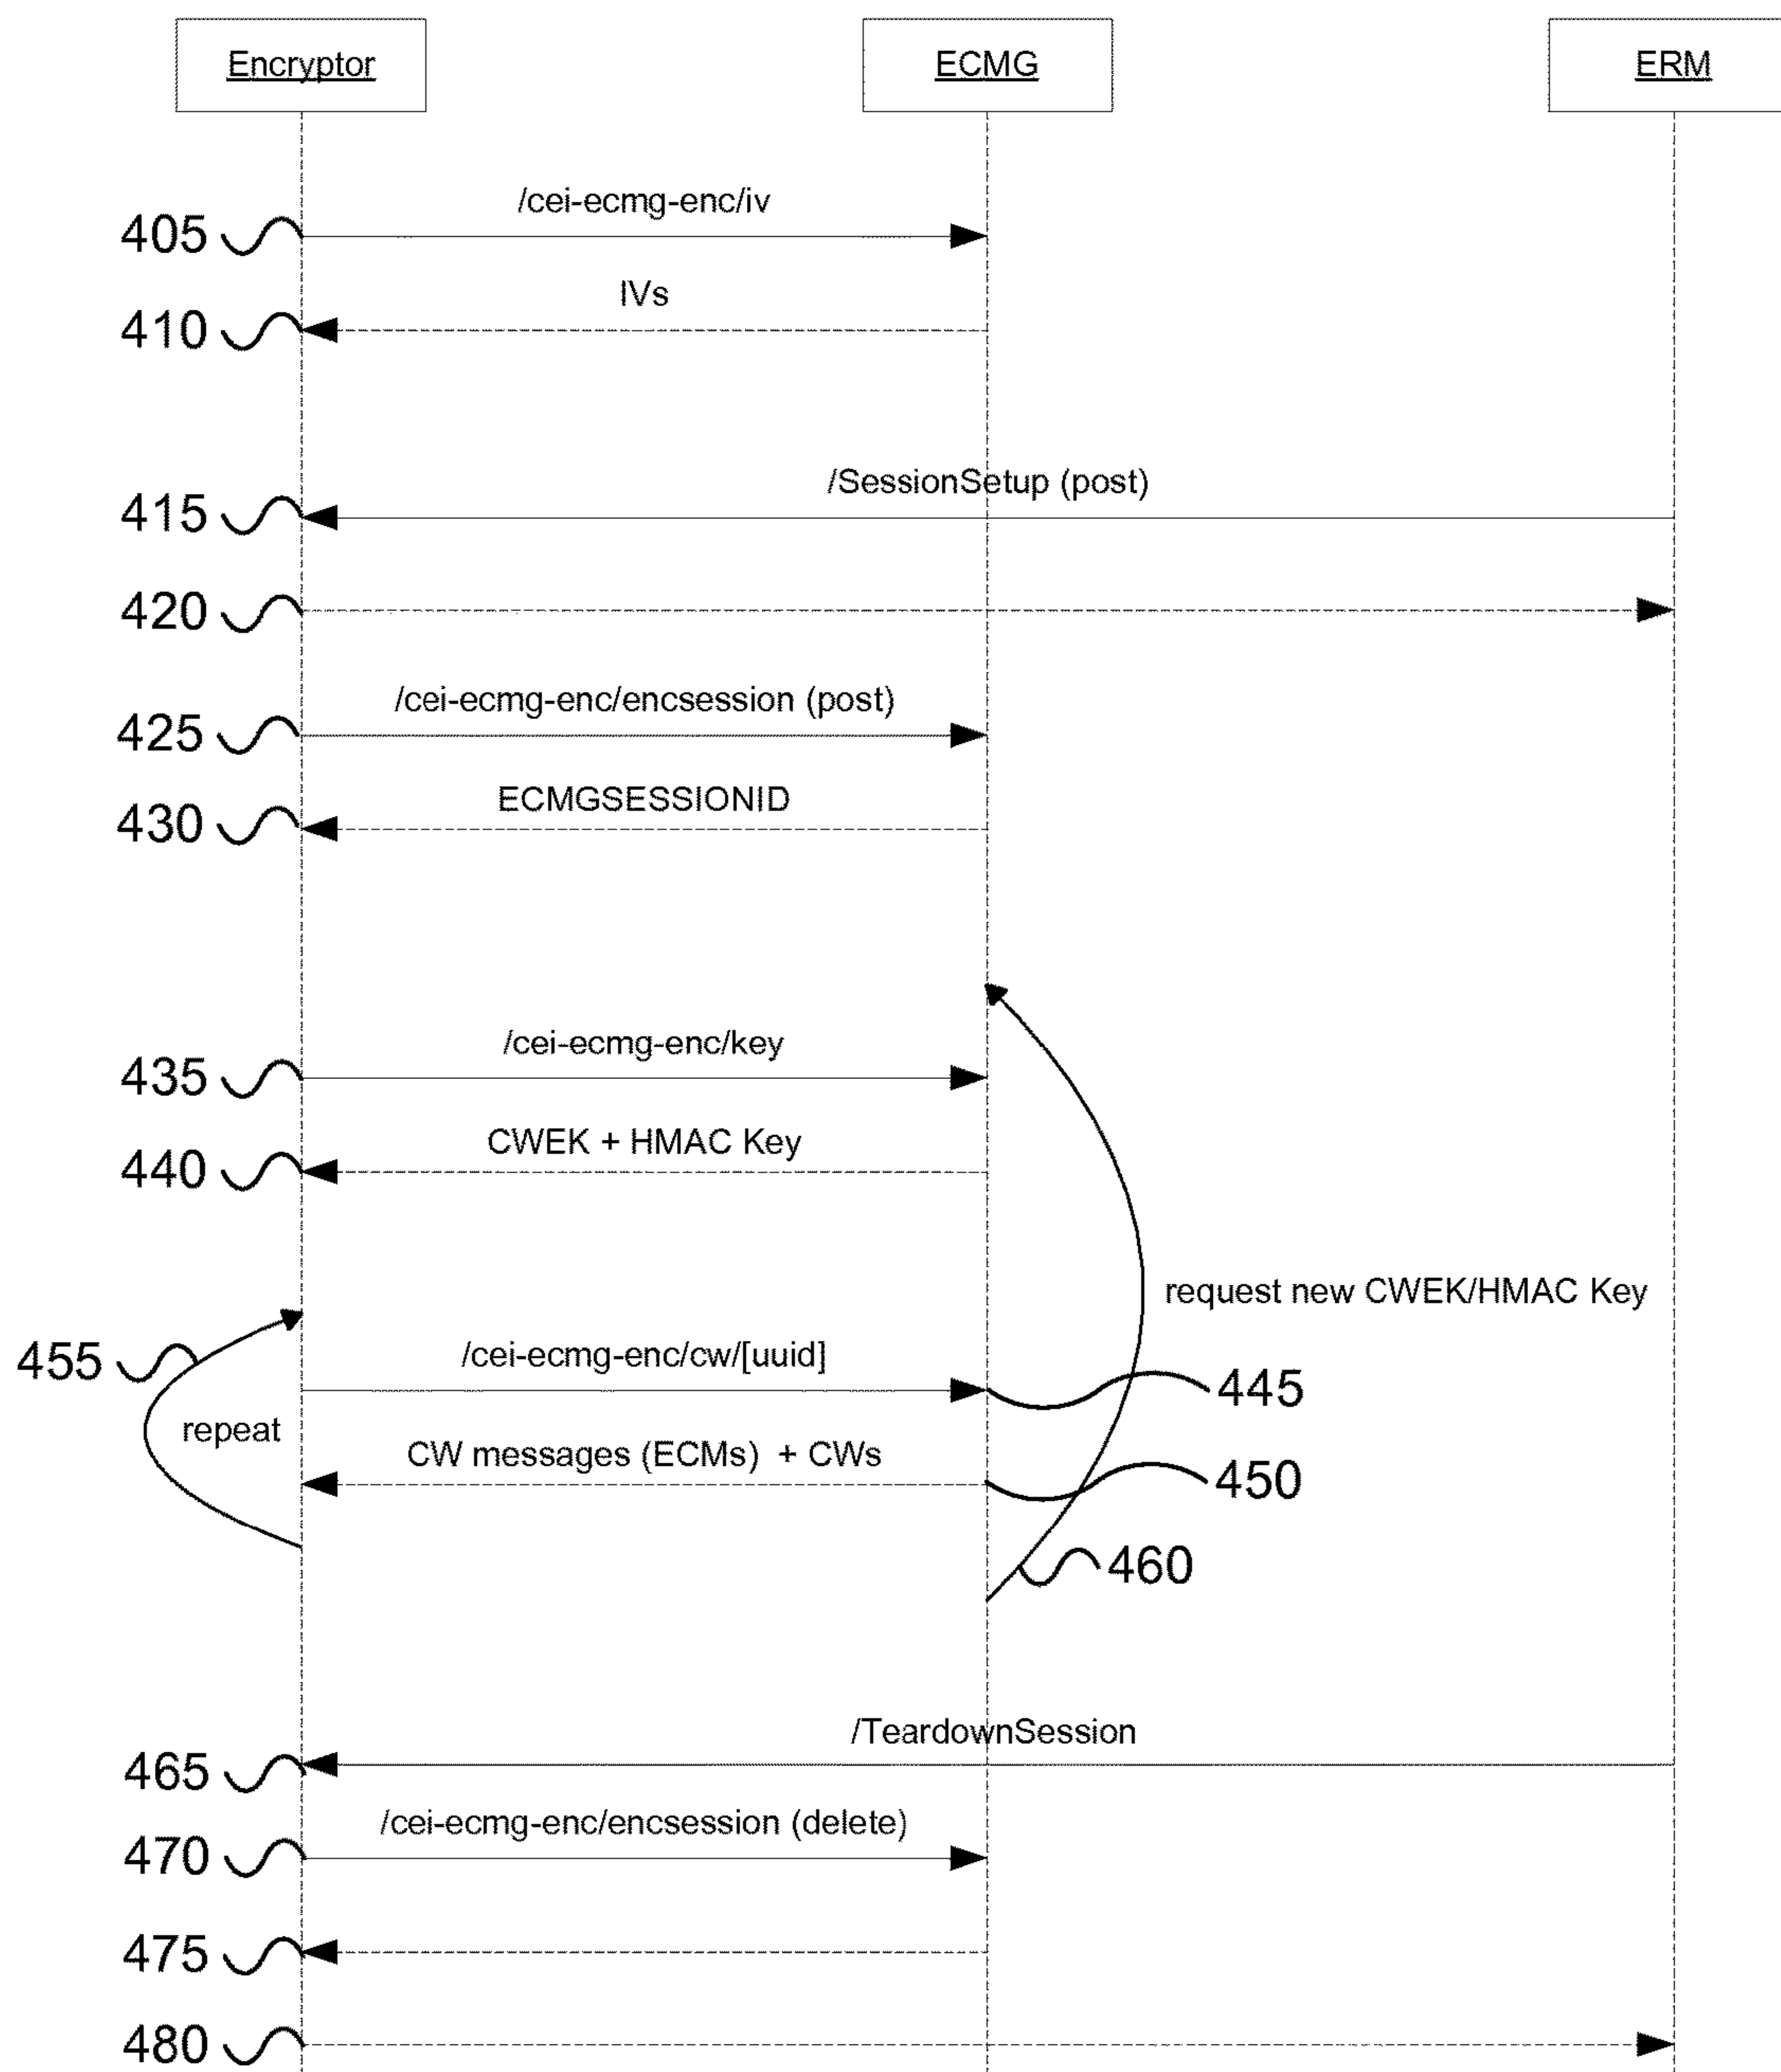 Encryptor
ECMG
ERM
/cei-ecmg-enc/iv
405
IVs
410
/SessionSetup (post)
415
420
/cei-ecmg-enc/encsession (post)
425
ECMGSESSIONID
430
/cei-ecmg-enc/key
435
CWEK + HMAC Key
440
request new CWEK/HMAC Key
455
/cei-ecmg-enc/cw/[uuid]
445
repeat
CW messages (ECMs) + CWs
450
460
/TeardownSession
465
/cei-ecmg-enc/encsession (delete)
470
475
480